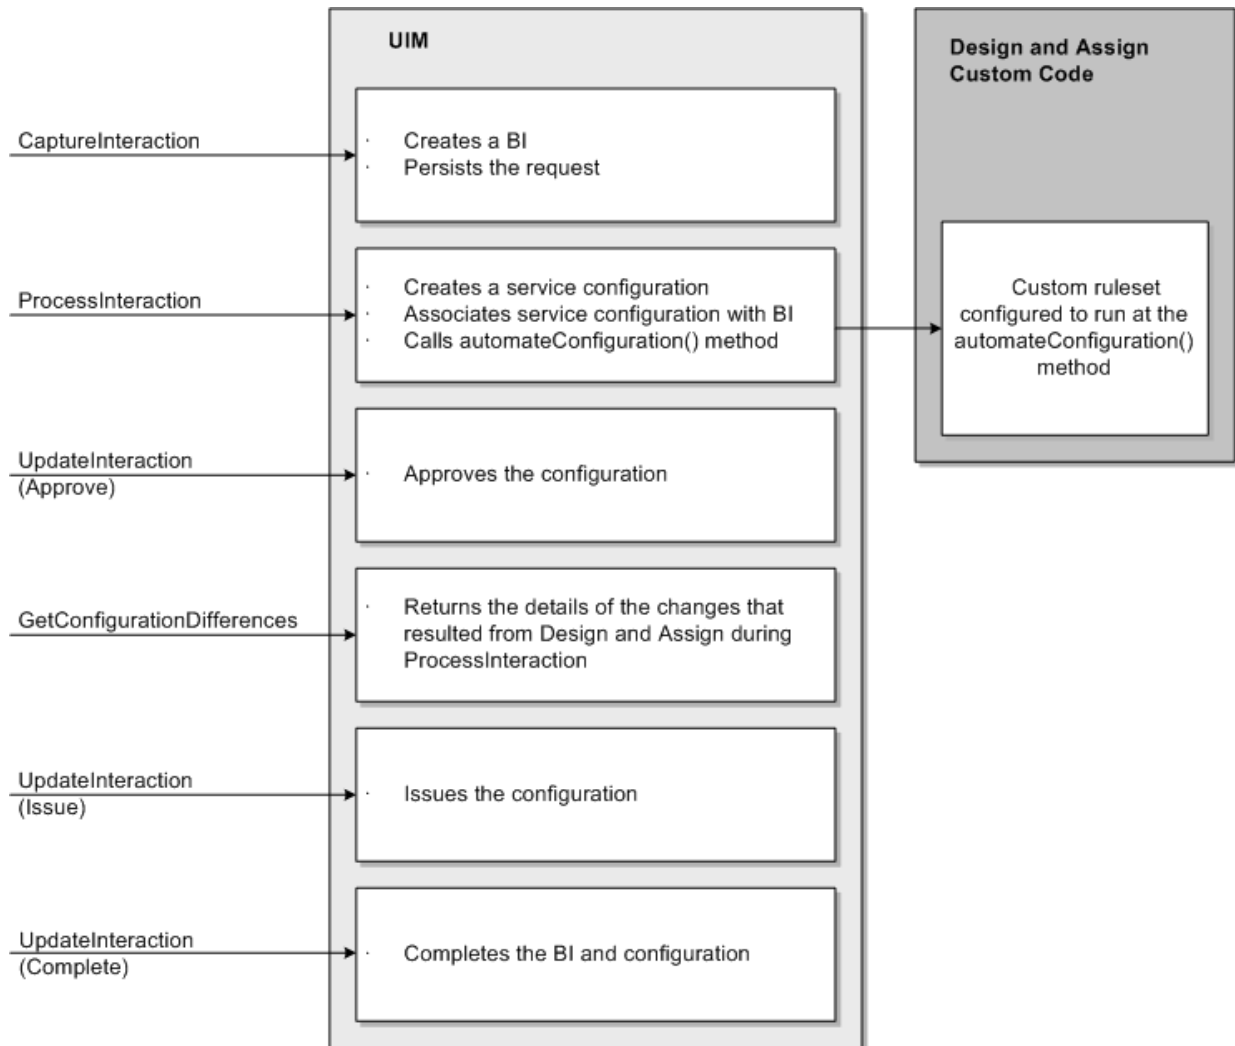 UIM
Design and Assign
Custom Code
CaptureInteraction
· Creates a BI
· Persists the request
ProcessInteraction
· Creates a service configuration
· Associates service configuration with BI
· Calls automateConfiguration() method
Custom ruleset
configured to run at the
automateConfiguration()
method
UpdateInteraction
(Approve)
· Approves the configuration
GetConfigurationDifferences
· Returns the details of the changes that
resulted from Design and Assign during
ProcessInteraction
UpdateInteraction
(Issue)
· Issues the configuration
UpdateInteraction
(Complete)
· Completes the BI and configuration